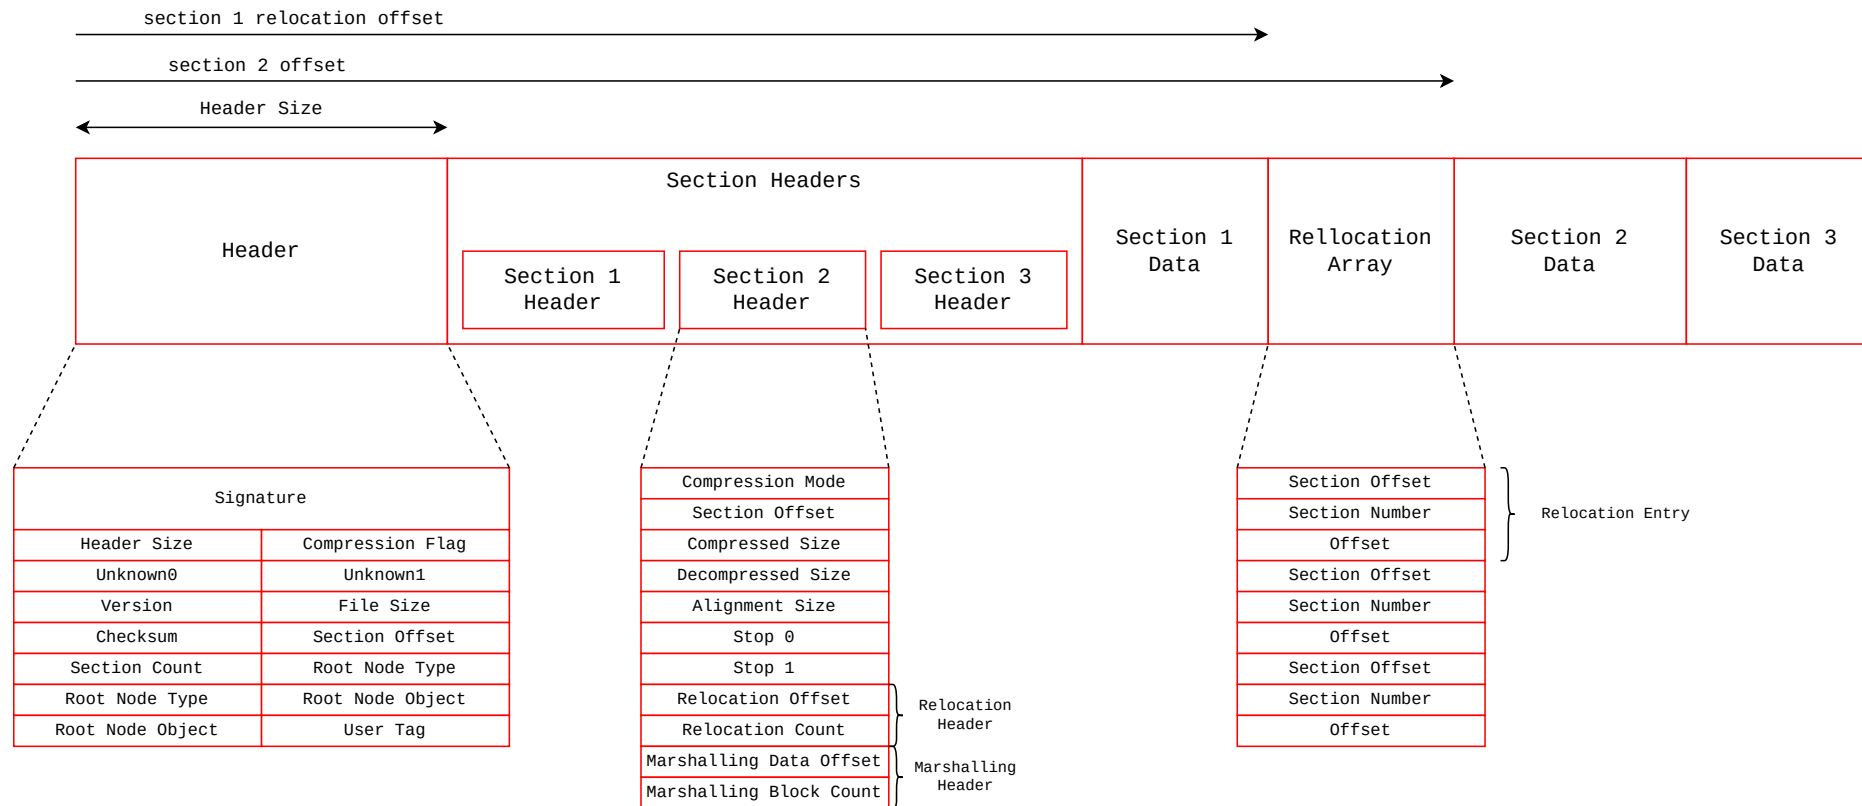 section 1 relocation offset
section 2 offset
Header Size
Header
Section Headers
Section 1
Header
Section 2
Header
Section 3
Header
Section 1
Data
Rellocation
Array
Section 2
Data
Section 3
Data
Signature
Header Size
Compression Flag
Unknown0
Unknown1
Version
File Size
Checksum
Section Offset
Section Count
Root Node Type
Root Node Type
Root Node Object
Root Node Object
User Tag
Compression Mode
Section Offset
Compressed Size
Decompressed Size
Alignment Size
Stop 0
Stop 1
Relocation Offset
Relocation Count
Marshalling Data Offset
Marshalling Block Count
Relocation
Header
Marshalling
Header
Section Offset
Section Number
Offset
Section Offset
Section Number
Offset
Section Offset
Section Number
Offset
Relocation Entry